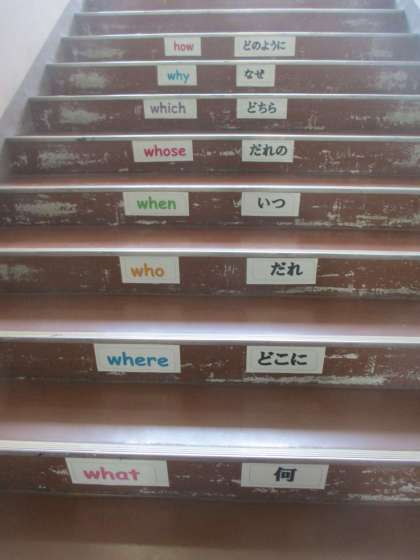 how どのように
why なぜ
which どちら
whose だれの
when いつ
who だれ
where どこに
what 何